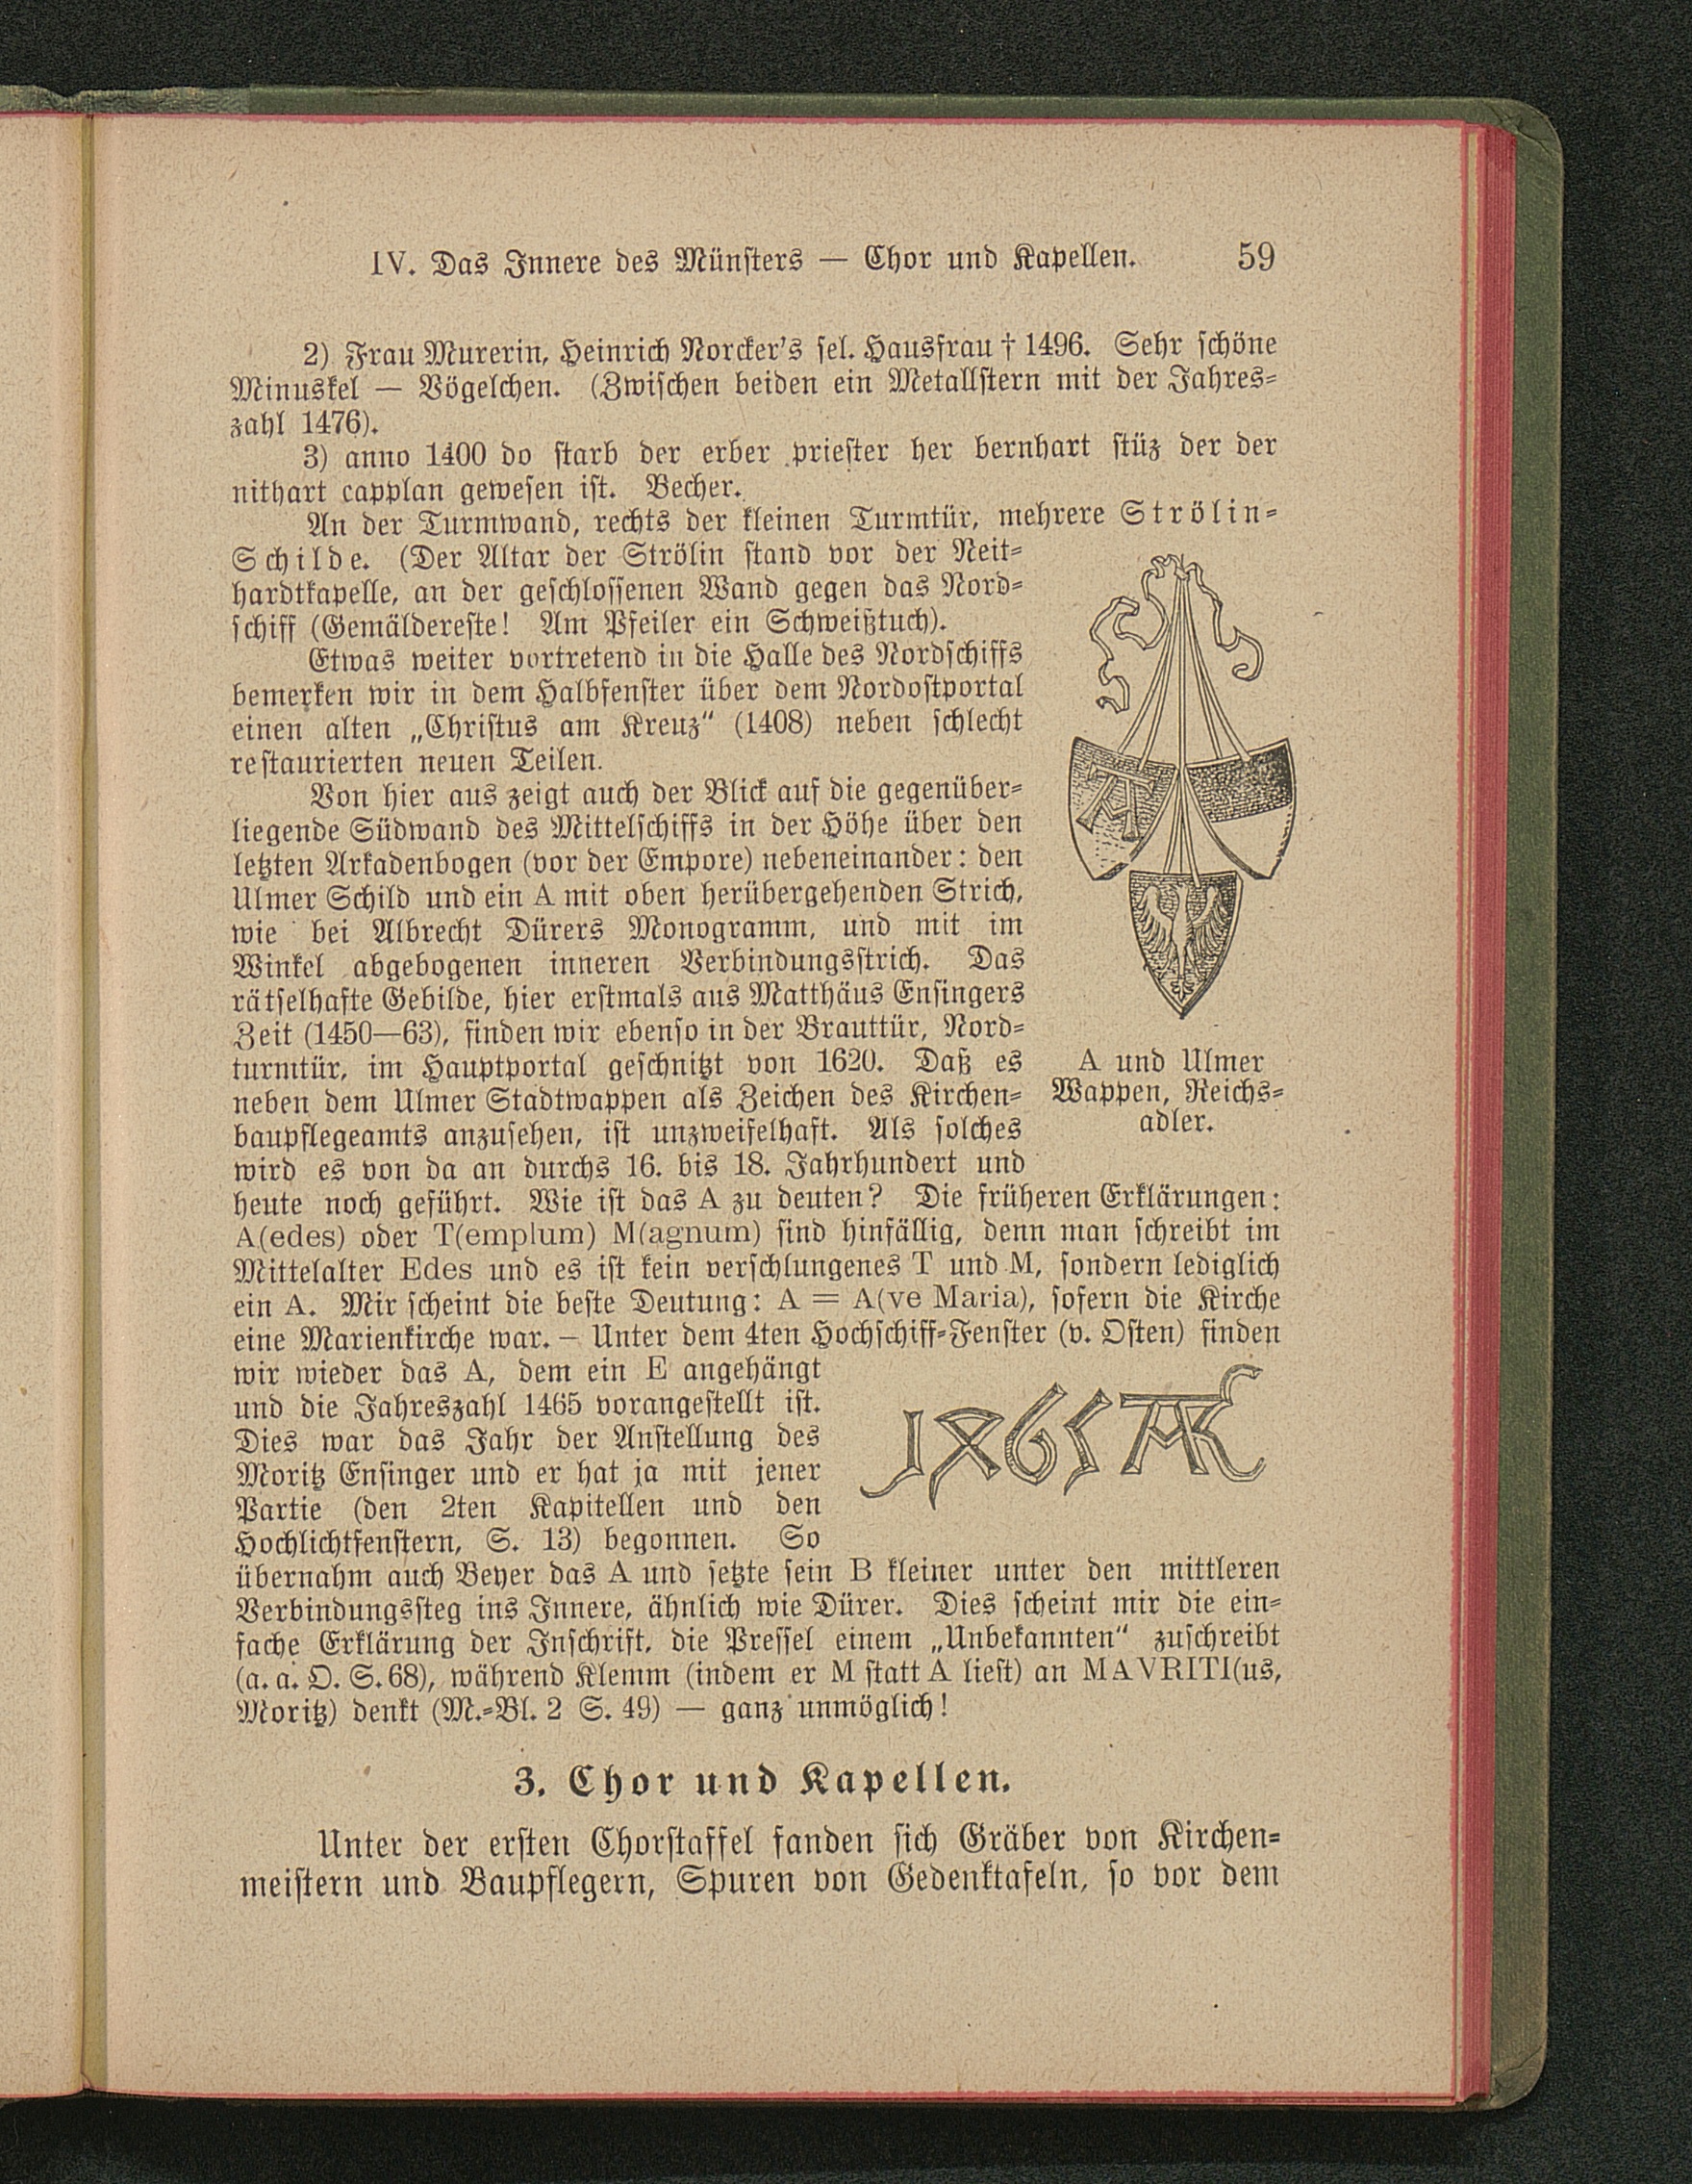 IV. Das Innere des Münsters — Chor und Kapellen. 59
2) Frau Murerin, Heinrich Norcker's sel. Hausfrau † 1496. Sehr schöne
Minuskel — Vögelchen. (Zwischen beiden ein Metallstern mit der Jahres-
zahl 1476).
3) anno 1400 do starb der erber priester her bernhart stüz der der
nithart capplan gewesen ist. Becher.
An der Turmwand, rechts der kleinen Turmtür, mehrere Strölin-
Schilde. (Der Altar der Strölin stand vor der Neit-
hardtkapelle, an der geschlossenen Wand gegen das Nord-
schiff (Gemäldereste! Am Pfeiler ein Schweißtuch).
Etwas weiter vortretend in die Halle des Nordschiffs
bemerken wir in dem Halbfenster über dem Nordostportal
einen alten „Christus am Kreuz“ (1408) neben schlecht
restaurierten neuen Teilen.
Von hier aus zeigt auch der Blick auf die gegenüber-
liegende Südwand des Mittelschiffs in der Höhe über den
letzten Arkadenbogen (vor der Empore) nebeneinander: den
Ulmer Schild und ein A mit oben herübergehenden Strich,
wie bei Albrecht Dürers Monogramm, und mit im
Winkel abgebogenen inneren Verbindungsstrich. Das
rätselhafte Gebilde, hier erstmals aus Matthäus Ensingers
Zeit (1450—63), finden wir ebenso in der Brauttür, Nord-
turmtür, im Hauptportal geschnitzt von 1620. Daß es
neben dem Ulmer Stadtwappen als Zeichen des Kirchen-
baupflegeamts anzusehen, ist unzweifelhaft. Als solches
wird es von da an durchs 16. bis 18. Jahrhundert und
A und Ulmer
Wappen, Reichs-
adler.
heute noch geführt. Wie ist das A zu deuten? Die früheren Erklärungen:
A(edes) oder T(emplum) M(agnum) sind hinfällig, denn man schreibt im
Mittelalter Edes und es ist kein verschlungenes T und M, sondern lediglich
ein A. Mir scheint die beste Deutung: A = A(ve Maria), sofern die Kirche
eine Marienkirche war. — Unter dem 4ten Hochschiff-Fenster (v. Osten) finden
wir wieder das A, dem ein E angehängt
und die Jahreszahl 1465 vorangestellt ist.
Dies war das Jahr der Anstellung des
Moritz Ensinger und er hat ja mit jener
Partie (den 2ten Kapitellen und den
Hochlichtfenstern, S. 13) begonnen. So
1465 AE
übernahm auch Beyer das A und setzte sein B kleiner unter den mittleren
Verbindungssteg ins Innere, ähnlich wie Dürer. Dies scheint mir die ein-
fache Erklärung der Inschrift, die Pressel einem „Unbekannten“ zuschreibt
(a. a. O. S. 68), während Klemm (indem er M statt A liest) an MAVRITI(us,
Moritz) denkt (M.-Bl. 2 S. 49) — ganz unmöglich!
3. Chor und Kapellen.
Unter der ersten Chorstaffel fanden sich Gräber von Kirchen-
meistern und Baupflegern, Spuren von Gedenktafeln, so vor dem